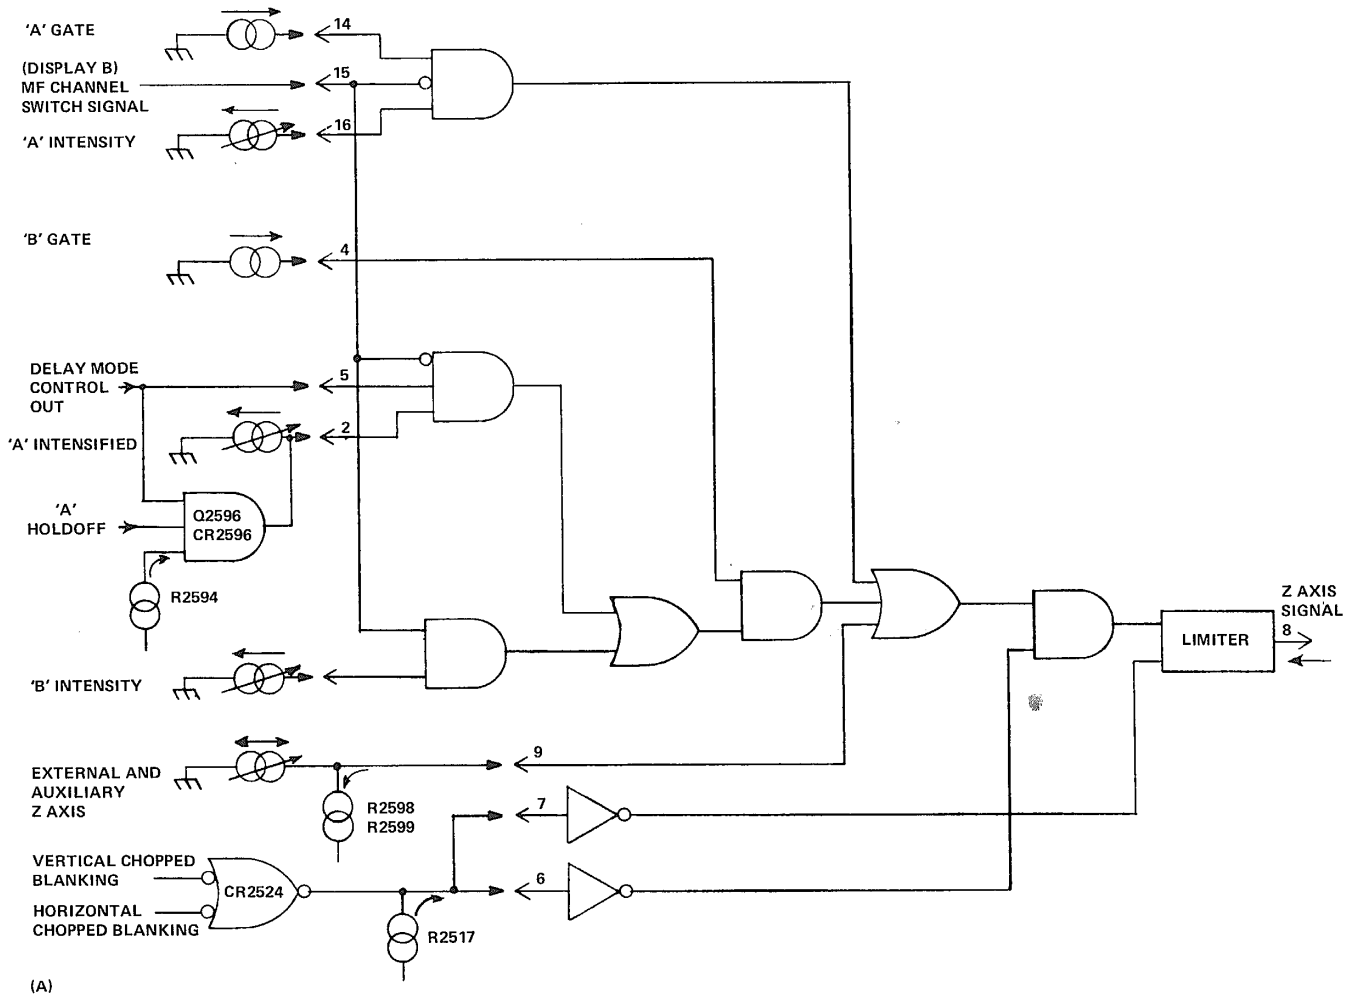 'A' GATE
14
(DISPLAY B)
MF CHANNEL
SWITCH SIGNAL
15
'A' INTENSITY
16
'B' GATE
4
DELAY MODE
CONTROL
OUT
5
'A' INTENSIFIED
2
'A'
HOLDOFF
Q2596
CR2596
R2594
'B' INTENSITY
LIMITER
Z AXIS
SIGNAL
8
EXTERNAL AND
AUXILIARY
Z AXIS
9
R2598
R2599
7
VERTICAL CHOPPED
BLANKING
HORIZONTAL
CHOPPED BLANKING
CR2524
6
R2517
(A)